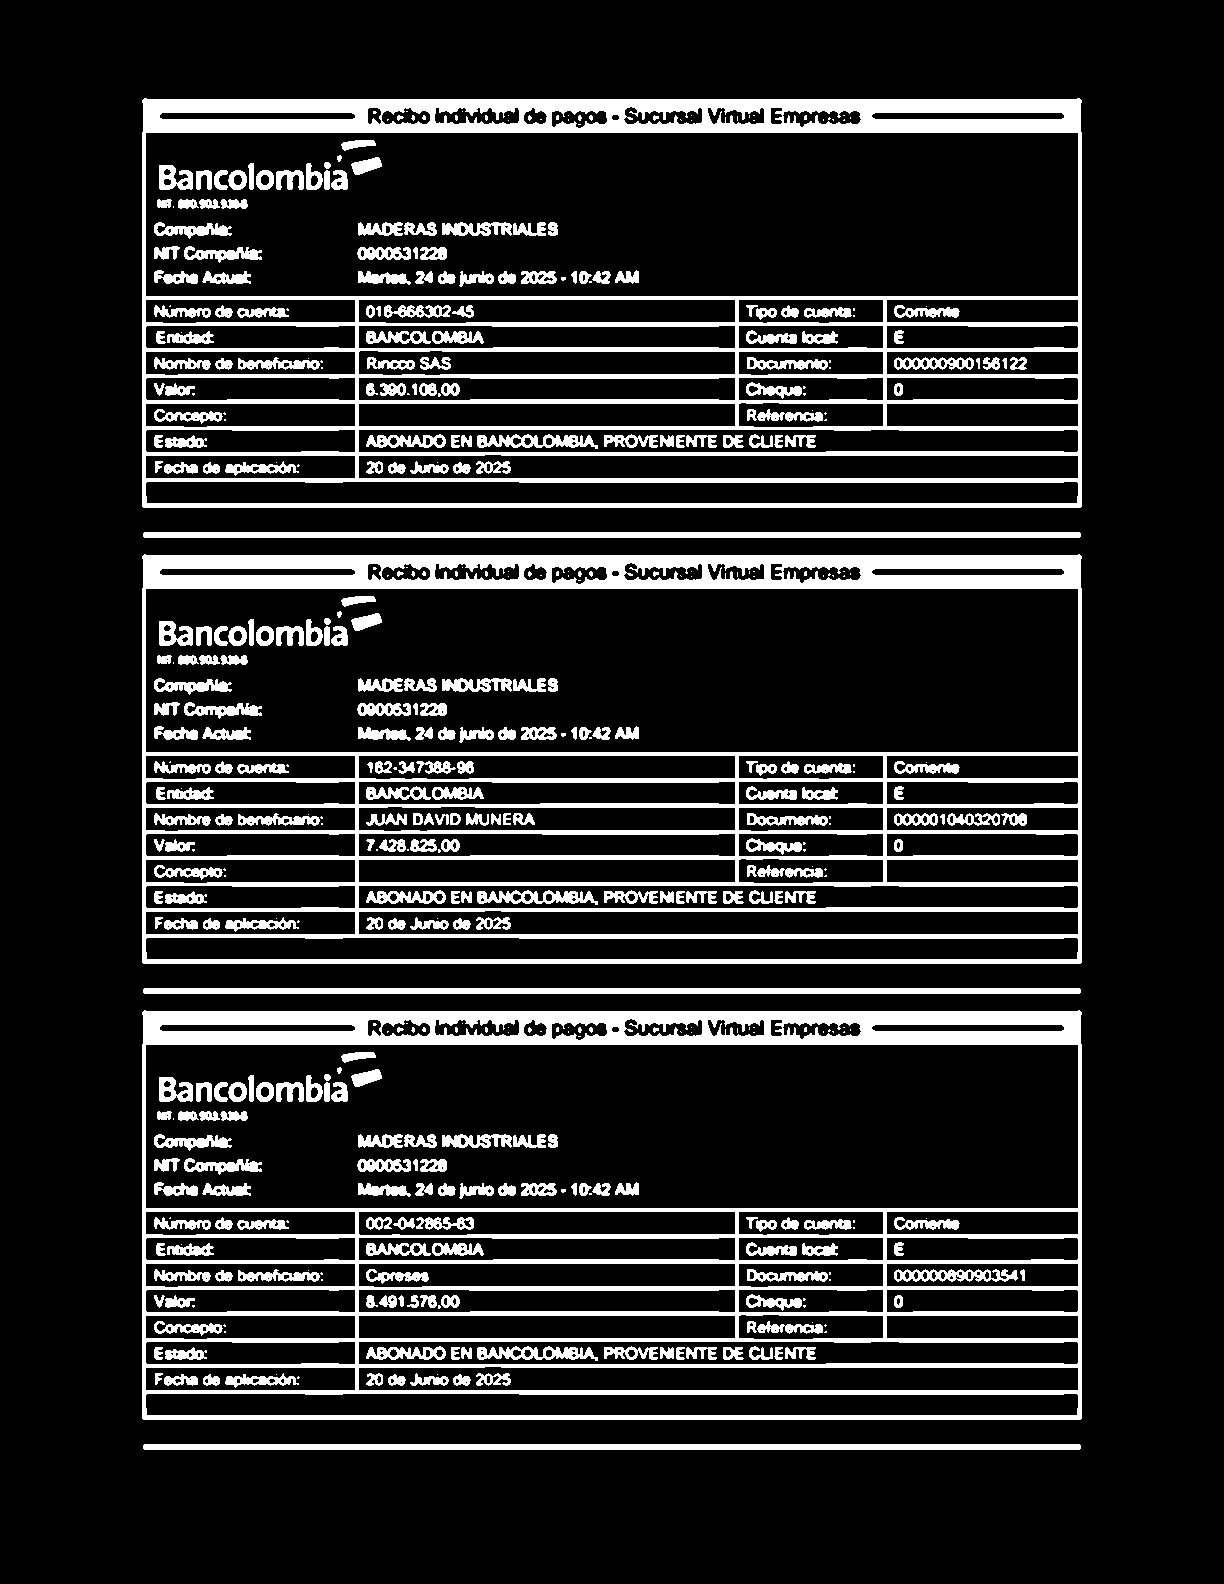 Recibo individual de pagos - Sucursal Virtual Empresas
Bancolombia
NIT. 890.903.938-8
Compañía: MADERAS INDUSTRIALES
NIT Compañía: 0900531228
Fecha Actual: Martes, 24 de junio de 2025 - 10:42 AM
Número de cuenta: 016-666302-45 Tipo de cuenta: Corriente
Entidad: BANCOLOMBIA Cuenta local: E
Nombre de beneficiario: Rincco SAS Documento: 000000900156122
Valor: 6.390.108,00 Cheque: 0
Concepto: Referencia:
Estado: ABONADO EN BANCOLOMBIA, PROVENIENTE DE CLIENTE
Fecha de aplicación: 20 de Junio de 2025
Recibo individual de pagos - Sucursal Virtual Empresas
Bancolombia
NIT. 890.903.938-8
Compañía: MADERAS INDUSTRIALES
NIT Compañía: 0900531228
Fecha Actual: Martes, 24 de junio de 2025 - 10:42 AM
Número de cuenta: 162-347388-96 Tipo de cuenta: Corriente
Entidad: BANCOLOMBIA Cuenta local: E
Nombre de beneficiario: JUAN DAVID MUNERA Documento: 000001040320708
Valor: 7.428.825,00 Cheque: 0
Concepto: Referencia:
Estado: ABONADO EN BANCOLOMBIA, PROVENIENTE DE CLIENTE
Fecha de aplicación: 20 de Junio de 2025
Recibo individual de pagos - Sucursal Virtual Empresas
Bancolombia
NIT. 890.903.938-8
Compañía: MADERAS INDUSTRIALES
NIT Compañía: 0900531228
Fecha Actual: Martes, 24 de junio de 2025 - 10:42 AM
Número de cuenta: 002-042865-63 Tipo de cuenta: Corriente
Entidad: BANCOLOMBIA Cuenta local: E
Nombre de beneficiario: Cipreses Documento: 000000890903541
Valor: 8.491.576,00 Cheque: 0
Concepto: Referencia:
Estado: ABONADO EN BANCOLOMBIA, PROVENIENTE DE CLIENTE
Fecha de aplicación: 20 de Junio de 2025